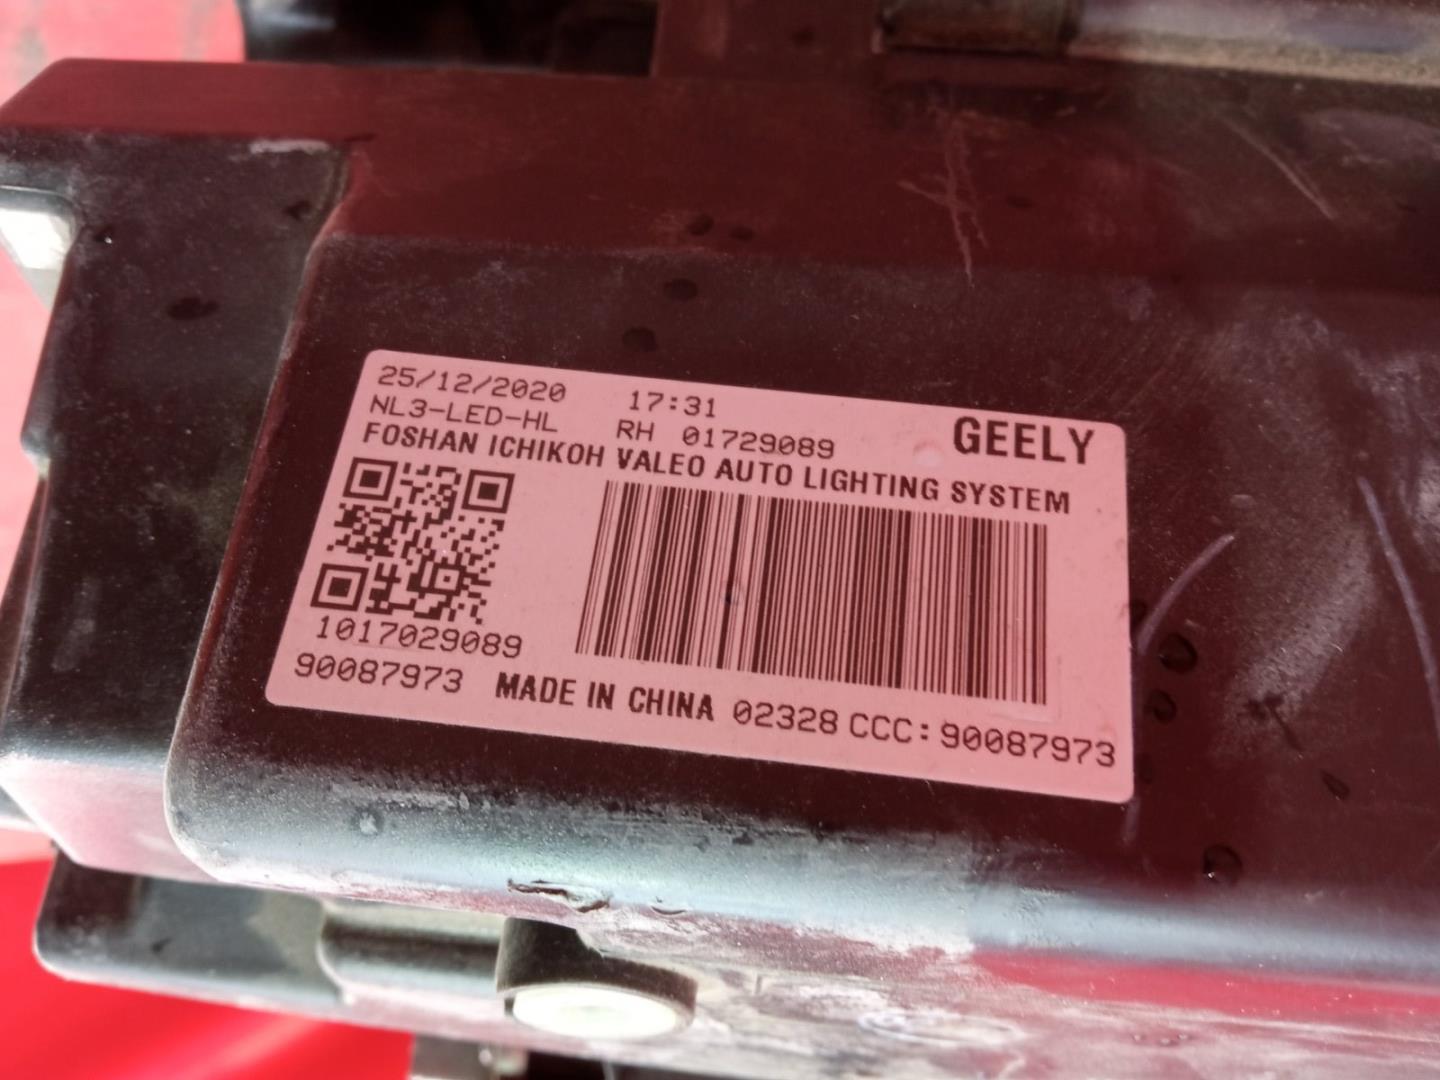 25/12/2020 17:31
NL3-LED-HL RH 01729089 GEELY
FOSHAN ICHIKOH VALEO AUTO LIGHTING SYSTEM
1017029089
90087973 MADE IN CHINA 02328 CCC:90087973